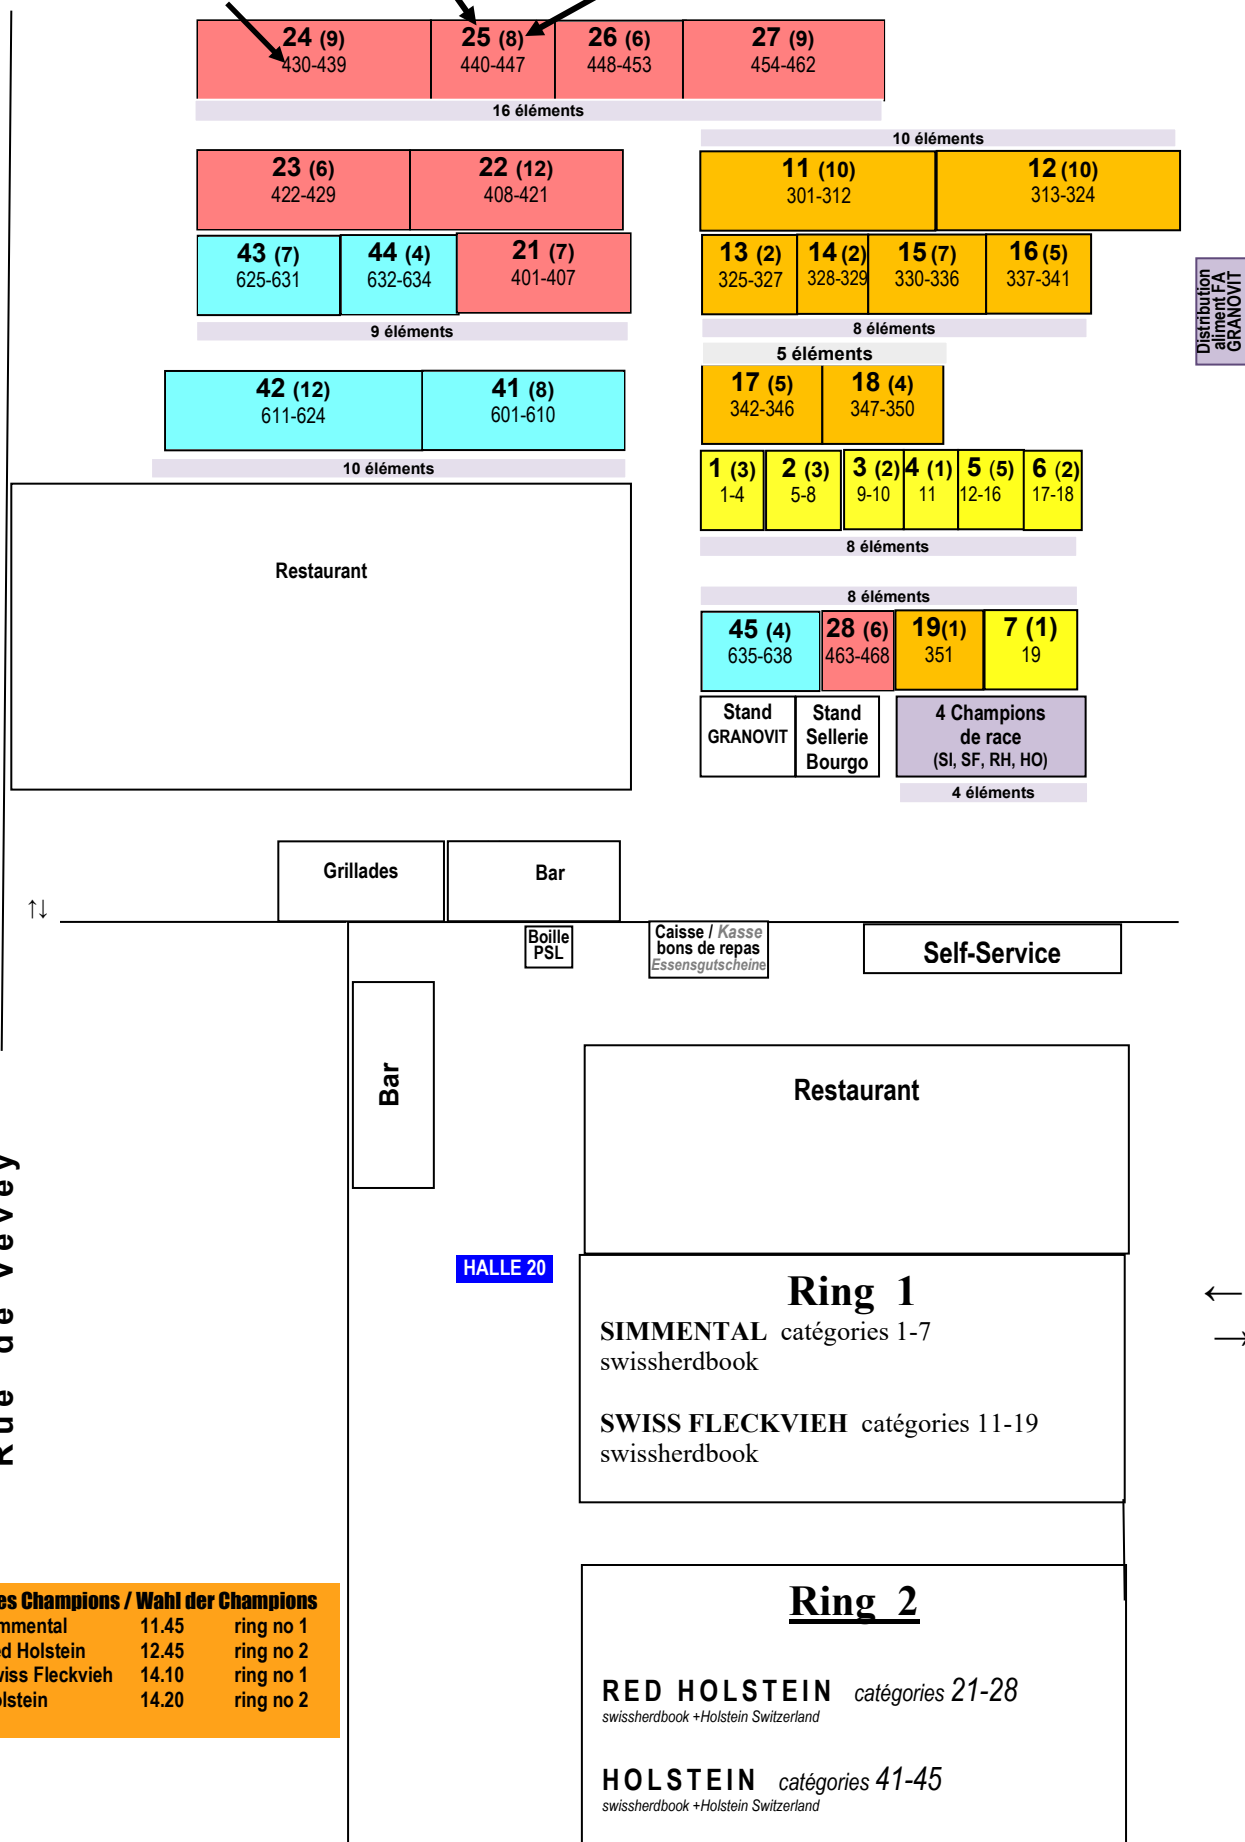 24 (9)
430-439
25 (8)
440-447
26 (6)
448-453
27 (9)
454-462
16 éléments
10 éléments
23 (6)
422-429
22 (12)
408-421
11 (10)
301-312
12 (10)
313-324
43 (7)
625-631
44 (4)
632-634
21 (7)
401-407
13 (2)
325-327
14 (2)
328-329
15 (7)
330-336
16 (5)
337-341
Distribution
aliment FA
GRANOVIT
9 éléments
8 éléments
5 éléments
42 (12)
611-624
41 (8)
601-610
17 (5)
342-346
18 (4)
347-350
10 éléments
1 (3)
1-4
2 (3)
5-8
3 (2)
9-10
4 (1)
11
5 (5)
12-16
6 (2)
17-18
8 éléments
Restaurant
8 éléments
45 (4)
635-638
28 (6)
463-468
19(1)
351
7 (1)
19
Stand
GRANOVIT
Stand
Sellerie
Bourgo
4 Champions
de race
(SI, SF, RH, HO)
4 éléments
Grillades
Bar
↑↓
Boille
PSL
Caisse / Kasse
bons de repas
Essensgutscheine
Self-Service
Bar
Restaurant
Rue de Vevey
HALLE 20
Ring 1
SIMMENTAL catégories 1-7
swissherdbook
SWISS FLECKVIEH catégories 11-19
swissherdbook
←
→
es Champions / Wahl der Champions
mmental 11.45 ring no 1
ed Holstein 12.45 ring no 2
wiss Fleckvieh 14.10 ring no 1
olstein 14.20 ring no 2
Ring 2
RED HOLSTEIN catégories 21-28
swissherdbook +Holstein Switzerland
HOLSTEIN catégories 41-45
swissherdbook +Holstein Switzerland